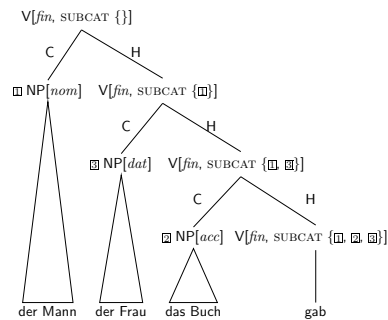 V[fin, SUBCAT {}]
C H
1 NP[nom] V[fin, SUBCAT {1}]
C H
3 NP[dat] V[fin, SUBCAT {1, 3}]
C H
2 NP[acc] V[fin, SUBCAT {1, 2, 3}]
der Mann der Frau das Buch gab